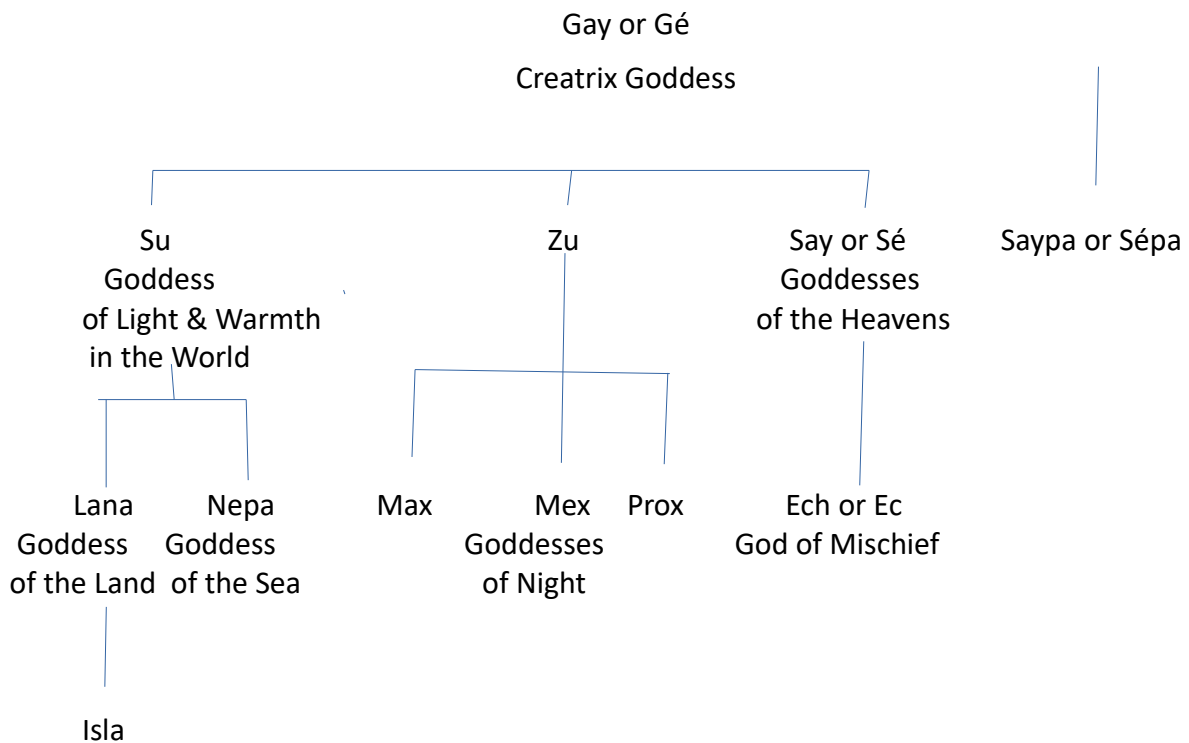 Gay or Gé
Creatrix Goddess
Su
Goddess
of Light & Warmth
in the World
Zu
Say or Sé
Goddesses
of the Heavens
Saypa or Sépa
Lana
Goddess
of the Land
Nepa
Goddess
of the Sea
Max
Mex
Goddesses
of Night
Prox
Ech or Ec
God of Mischief
Isla